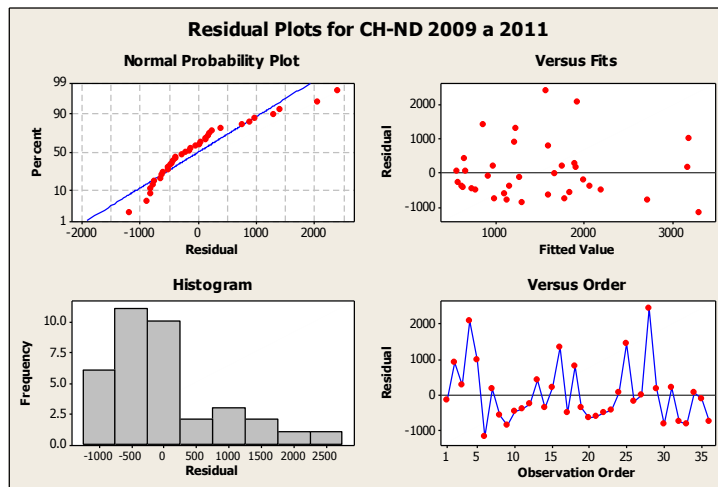 Residual Plots for CH-ND 2009 a 2011
Normal Probability Plot
99
90
50
10
1
Percent
-2000 -1000 0 1000 2000
Residual
Versus Fits
2000
1000
0
-1000
Residual
1000 2000 3000
Fitted Value
Histogram
10.0
7.5
5.0
2.5
0.0
Frequency
-1000 -500 0 500 1000 1500 2000 2500
Residual
Versus Order
2000
1000
0
-1000
Residual
1 5 10 15 20 25 30 35
Observation Order